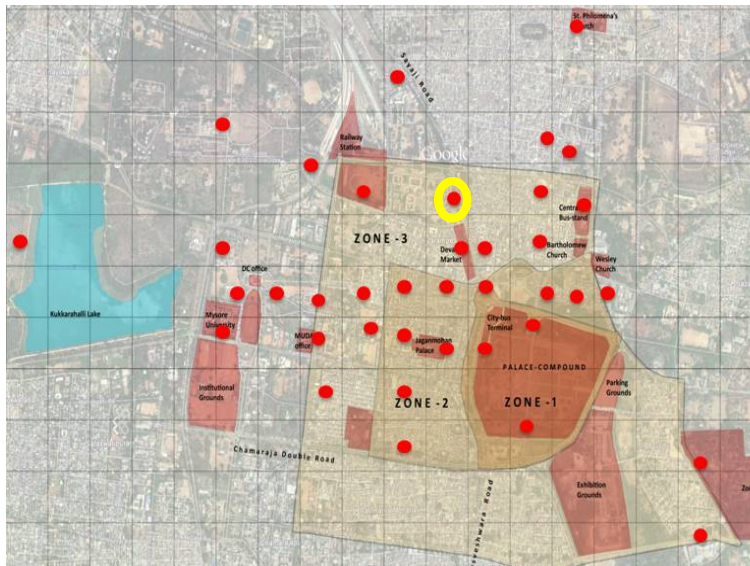 St. Philomena's
Church
Sayaji Road
Railway
Station
Google
Central
Bus-stand
ZONE -3
Devaraja
Market
Bartholomew
Church
Wesley
Church
DC office
Kukkarahalli Lake
Mysore
University
MUDA
office
Jaganmohan
Palace
City-bus
Terminal
PALACE-COMPOUND
Institutional
Grounds
Parking
Grounds
ZONE -2
ZONE -1
Chamaraja Double Road
Exhibition
Grounds
Road